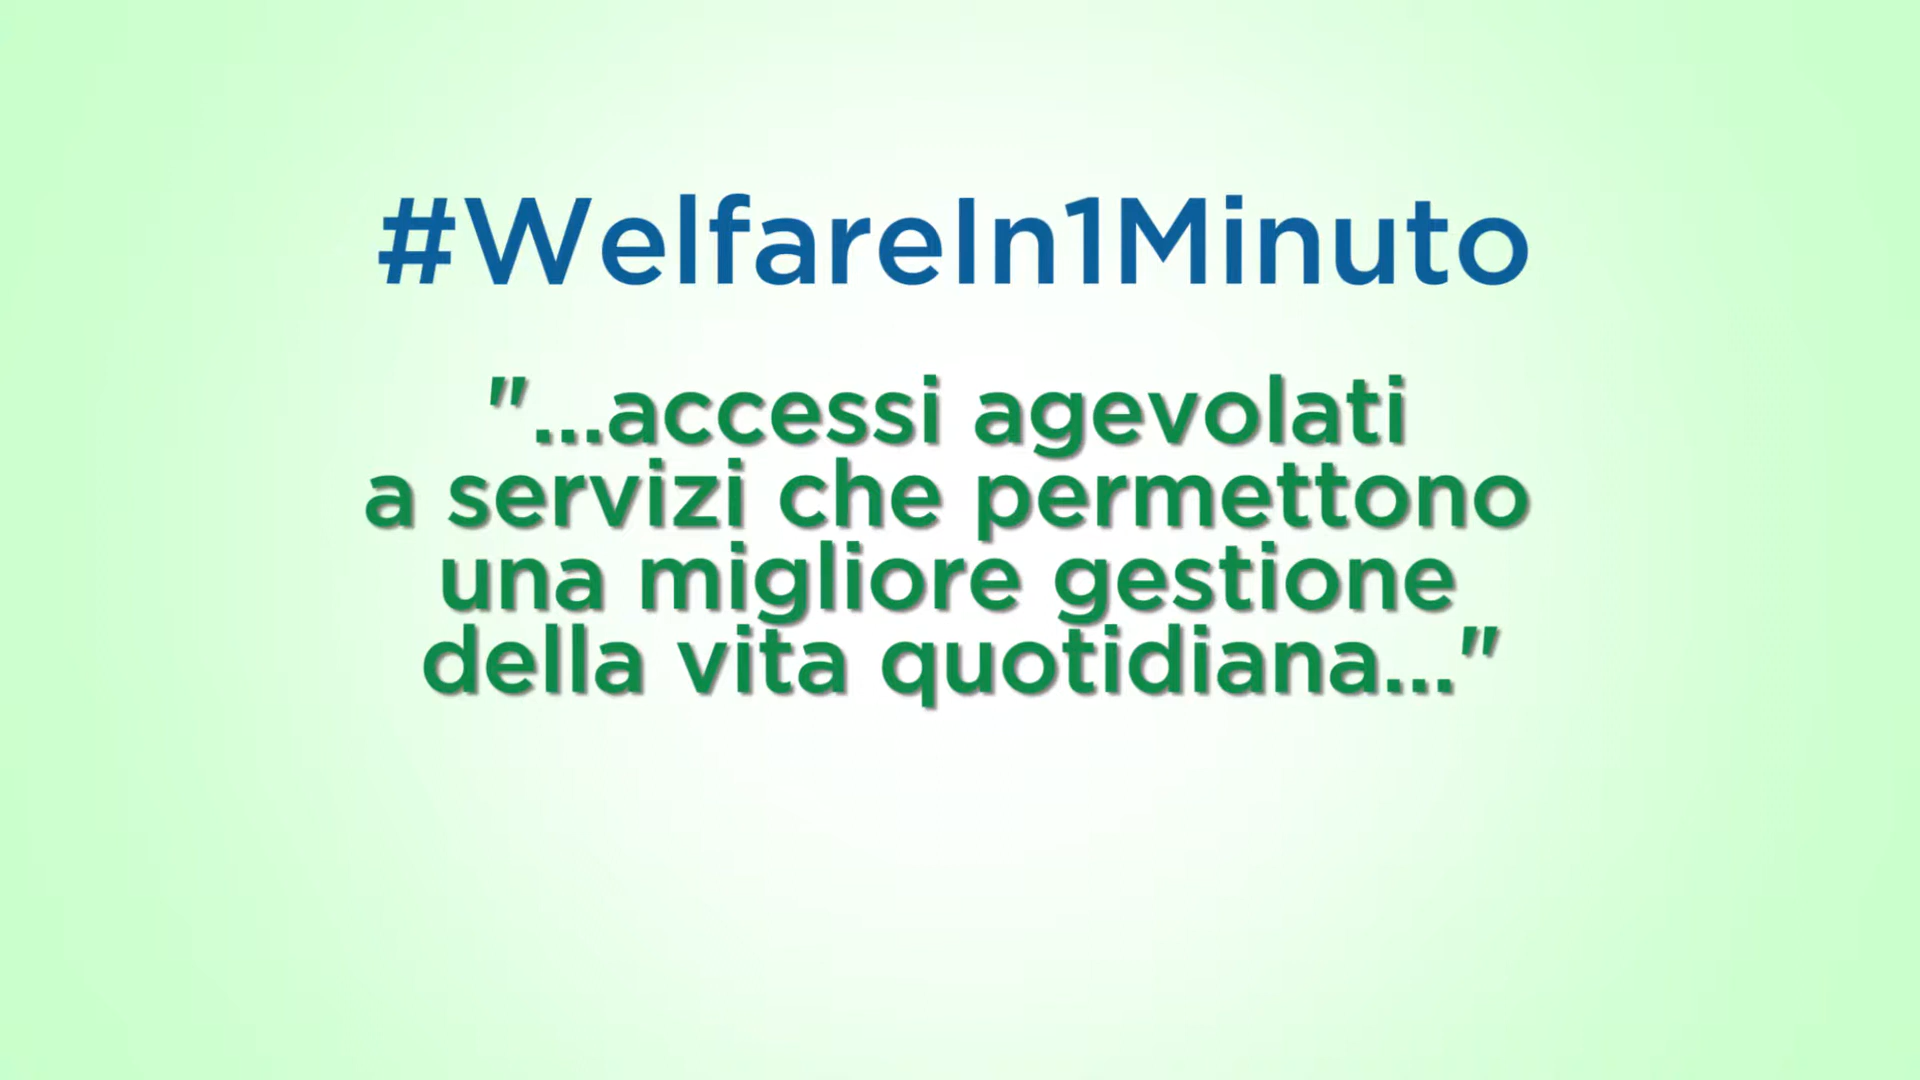 #WelfareIn1Minuto
"...accessi agevolati
a servizi che permettono
una migliore gestione
della vita quotidiana..."